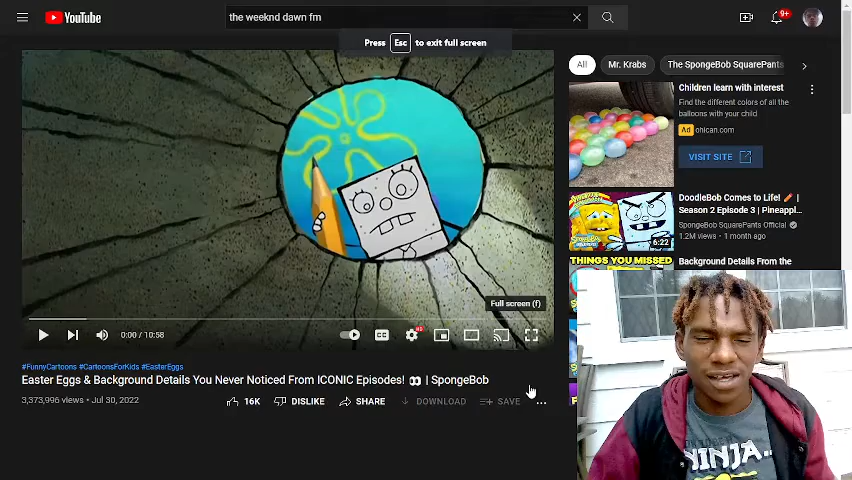 YouTube
the weeknd dawn fm
9+
Press Esc to exit full screen
All
Mr. Krabs
The SpongeBob SquarePants
Children learn with interest
Find the different colors of all the
balloons with your child
Ad ohican.com
VISIT SITE
DoodleBob Comes to Life! 🖍 |
Season 2 Episode 3 | Pineappl...
SpongeBob SquarePants Official
1.2M views • 1 month ago
6:22
THINGS YOU MISSED
Background Details From the
Full screen (f)
0:00 / 10:58
CC
HD
#FunnyCartoons #CartoonsForKids #EasterEggs
Easter Eggs & Background Details You Never Noticed From ICONIC Episodes! 👀 | SpongeBob
3,373,996 views • Jul 30, 2022
16K
DISLIKE
SHARE
DOWNLOAD
SAVE
...
NINJA